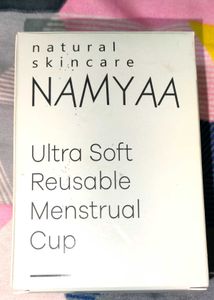 natural
skincare
NAMYAA
Ultra Soft
Reusable
Menstrual
Cup